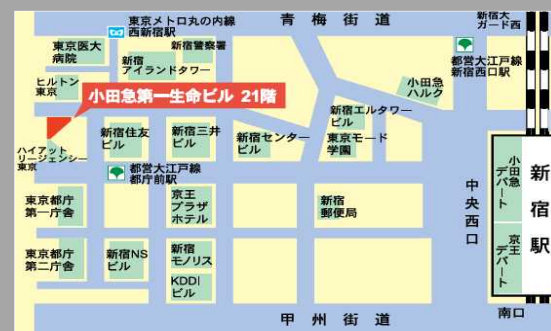 東京メトロ丸の内線
西新宿駅
青梅街道
新宿大
ガード西
東京医大
病院
新宿警察署
新宿
アイランドタワー
都営大江戸線
新宿西口駅
ヒルトン
東京
小田急第一生命ビル 21階
小田急
ハルク
新宿エルタワー
ビル
ハイアット
リージェンシー
東京
新宿住友
ビル
新宿三井
ビル
新宿センター
ビル
東京モード
学園
都営大江戸線
都庁前駅
小田急
デパート
新宿駅
中央西口
東京都庁
第一庁舎
京王
プラザ
ホテル
新宿
郵便局
京王
デパート
東京都庁
第二庁舎
新宿NS
ビル
新宿
モノリス
KDDI
ビル
甲州街道
南口